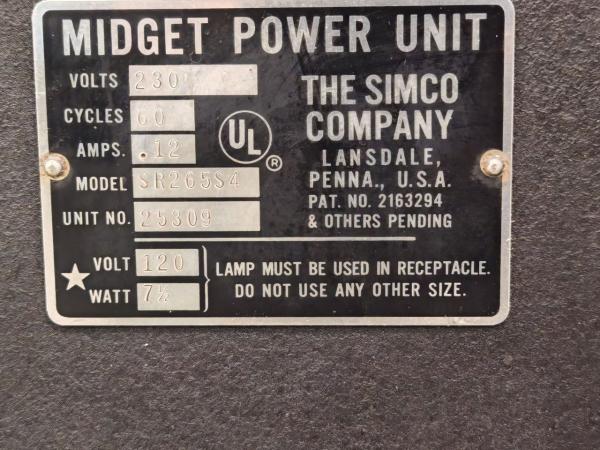 MIDGET POWER UNIT
VOLTS 230
CYCLES 60
AMPS. .12
MODEL SR265S4
UNIT NO. 25309
UL
®
THE SIMCO
COMPANY
LANSDALE,
PENNA., U.S.A.
PAT. NO. 2163294
& OTHERS PENDING
VOLT 120
WATT 7½
LAMP MUST BE USED IN RECEPTACLE.
DO NOT USE ANY OTHER SIZE.